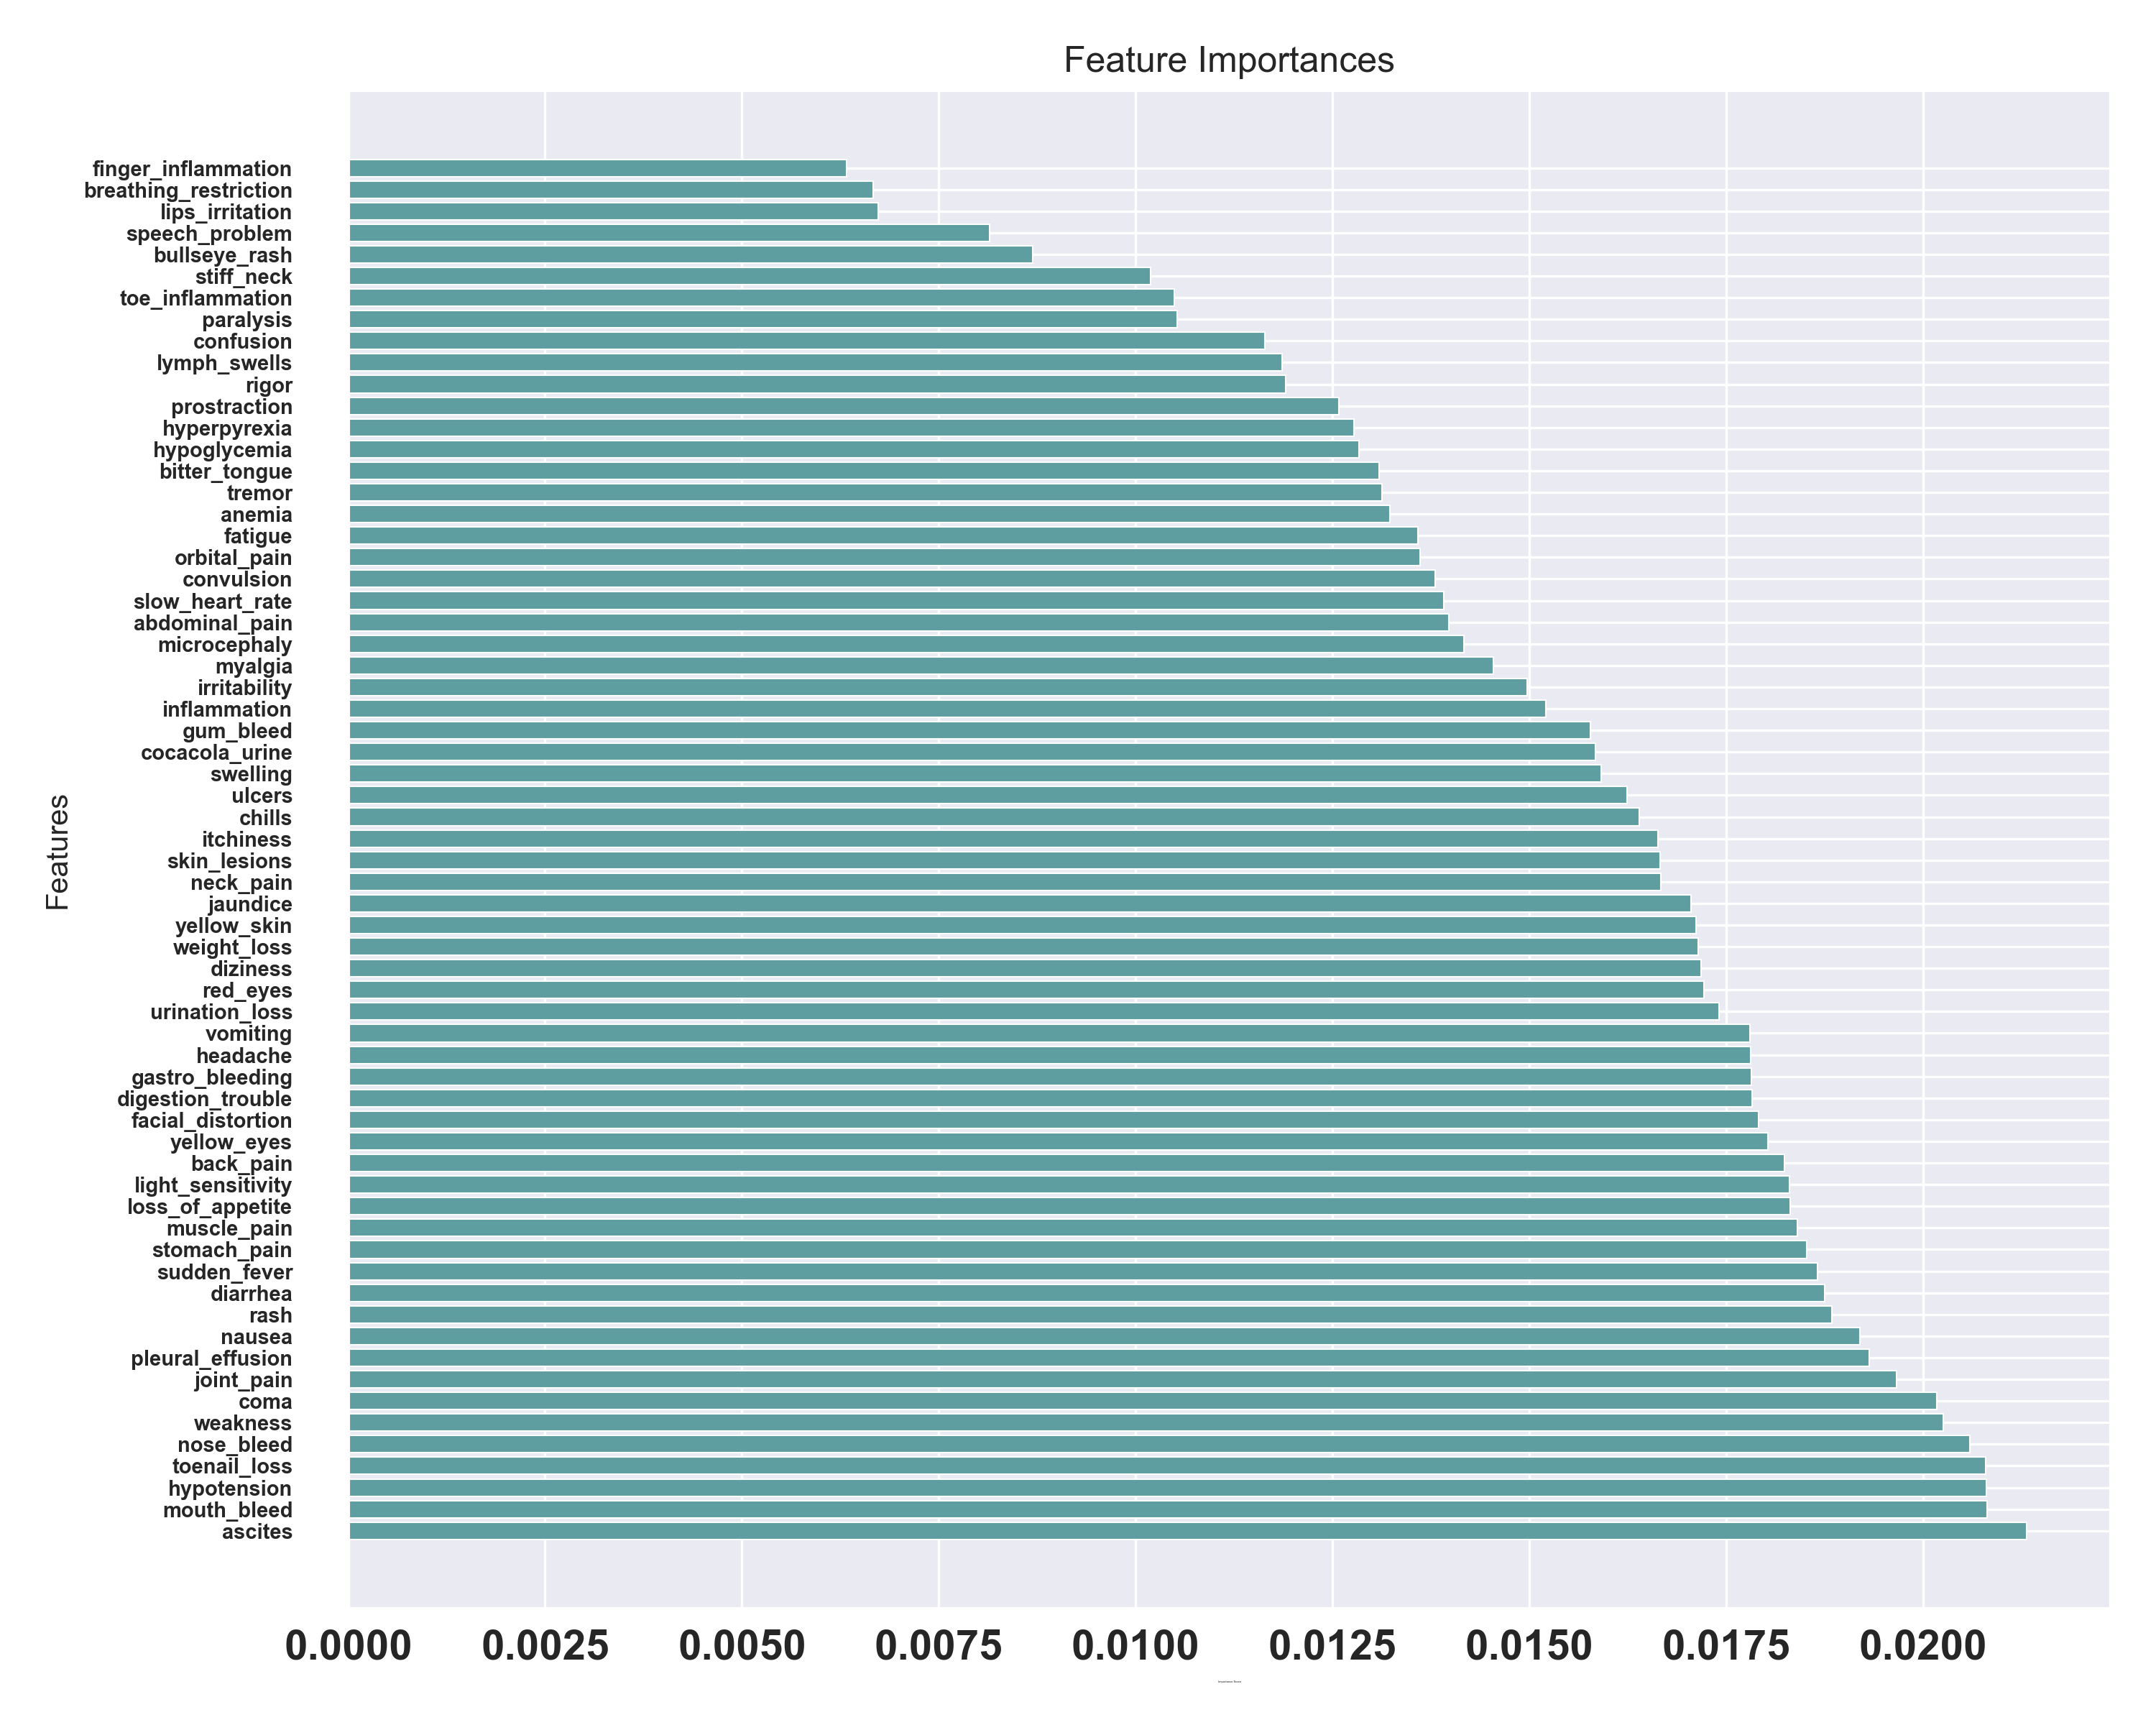 Feature Importances
finger_inflammation
breathing_restriction
lips_irritation
speech_problem
bullseye_rash
stiff_neck
toe_inflammation
paralysis
confusion
lymph_swells
rigor
prostraction
hyperpyrexia
hypoglycemia
bitter_tongue
tremor
anemia
fatigue
orbital_pain
convulsion
slow_heart_rate
abdominal_pain
microcephaly
myalgia
irritability
inflammation
gum_bleed
cocacola_urine
swelling
ulcers
chills
itchiness
skin_lesions
neck_pain
jaundice
yellow_skin
weight_loss
diziness
red_eyes
urination_loss
vomiting
headache
gastro_bleeding
digestion_trouble
facial_distortion
yellow_eyes
back_pain
light_sensitivity
loss_of_appetite
muscle_pain
stomach_pain
sudden_fever
diarrhea
rash
nausea
pleural_effusion
joint_pain
coma
weakness
nose_bleed
toenail_loss
hypotension
mouth_bleed
ascites
Features
0.0000 0.0025 0.0050 0.0075 0.0100 0.0125 0.0150 0.0175 0.0200